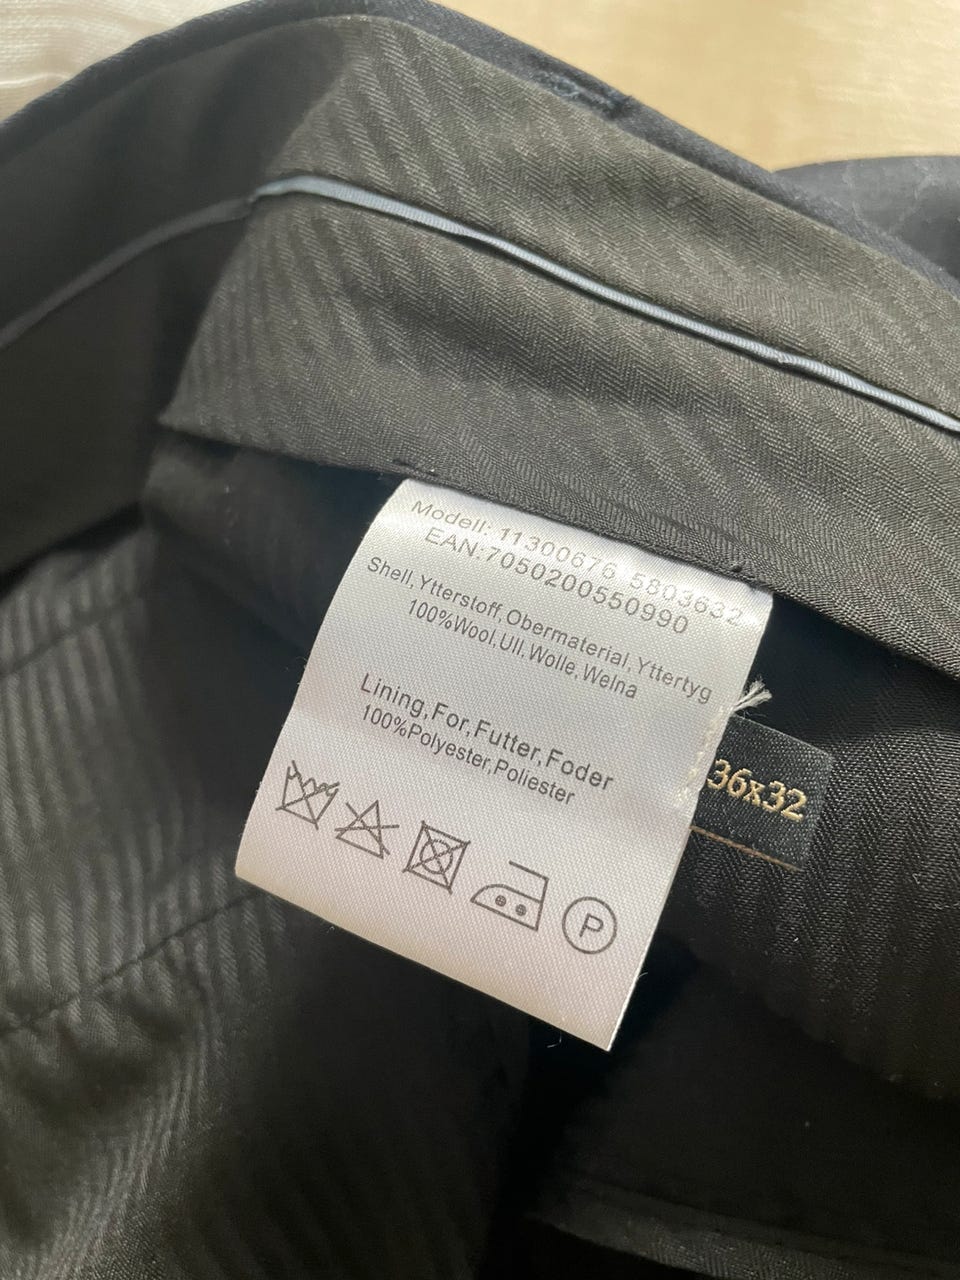 Modell: 11300676 5803632
EAN:7050200550990
Shell,Ytterstoff,Obermaterial,Yttertyg
100%Wool,Ull,Wolle,Welna
Lining,For,Futter,Foder
100%Polyester,Poliester
P
36x32